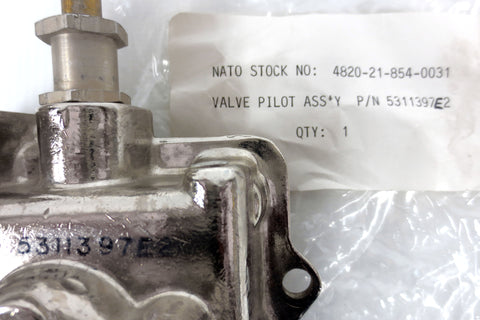 NATO STOCK NO: 4820-21-854-0031
VALVE PILOT ASS*Y P/N 5311397E2
QTY: 1
5311397E2